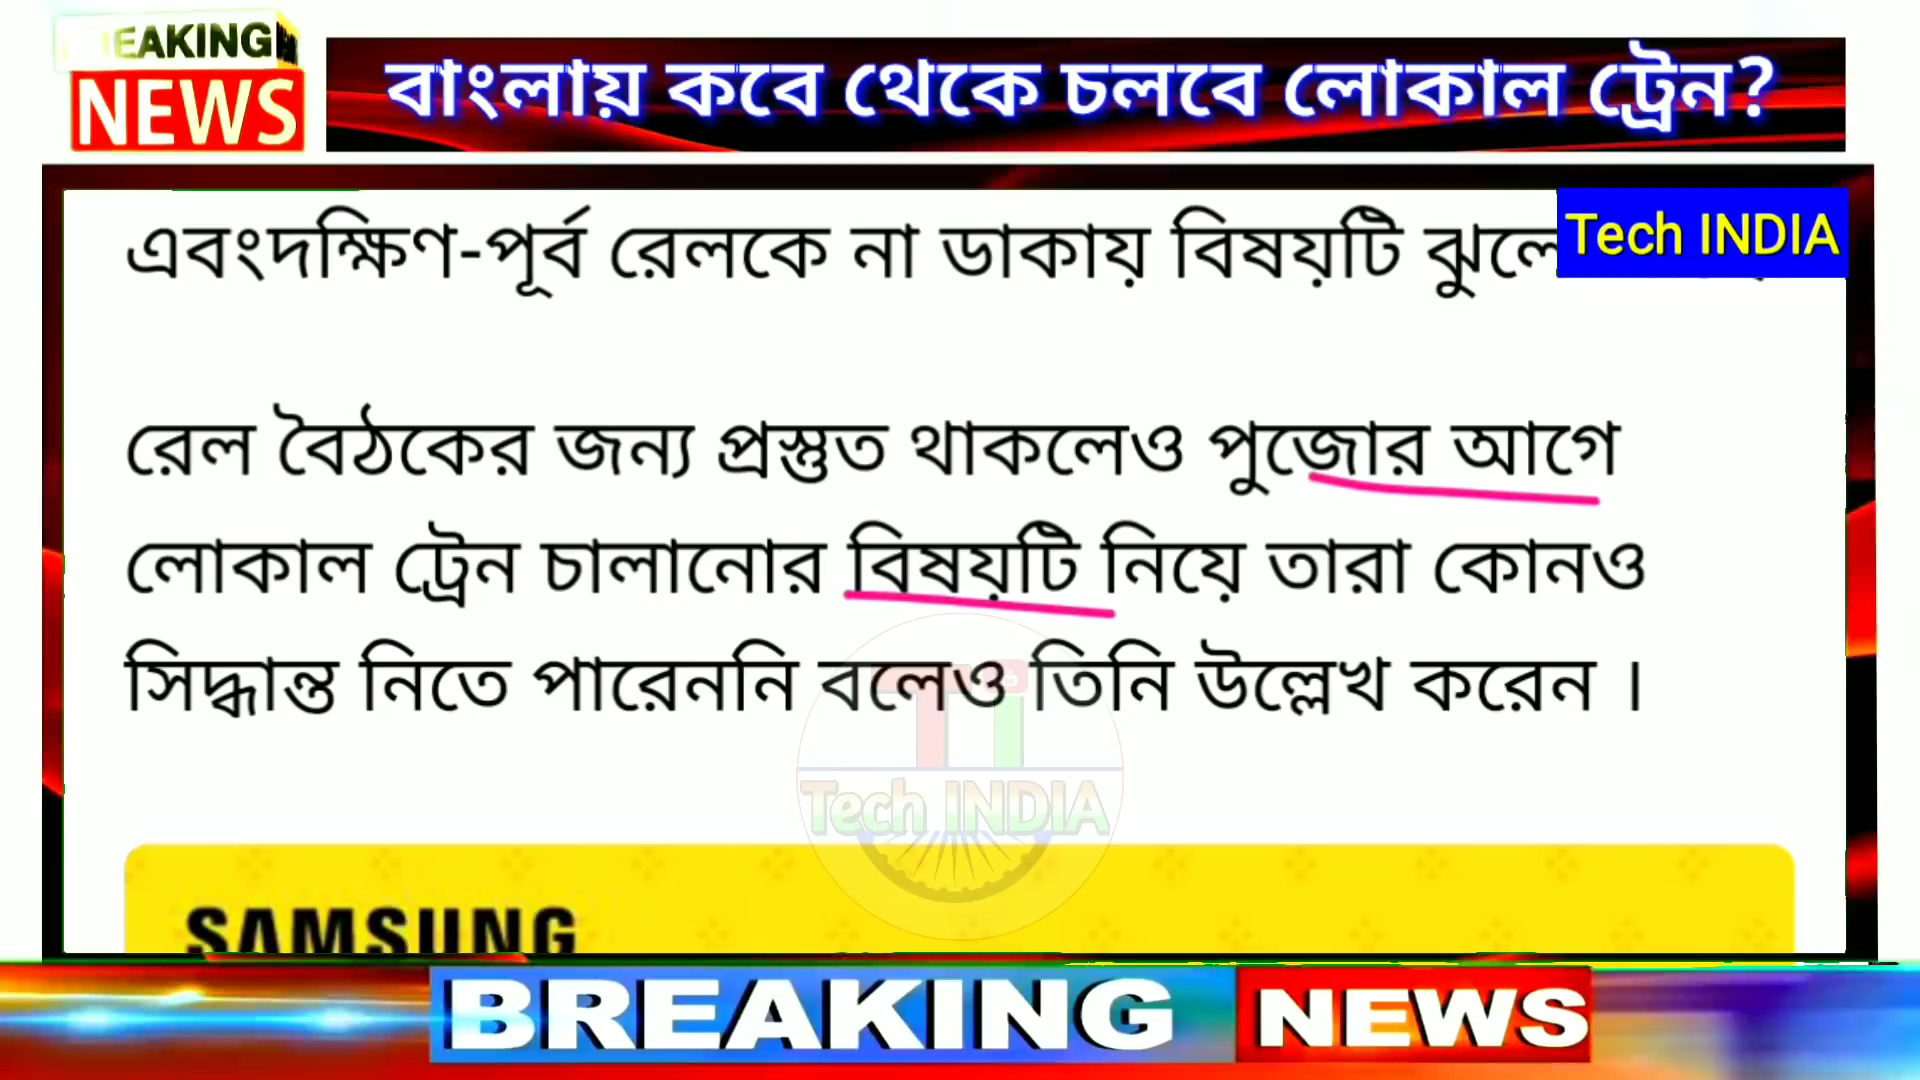 NEWS
বাংলায় কবে থেকে চলবে লোকাল ট্রেন?
Tech INDIA
এবংদক্ষিণ-পূর্ব রেলকে না ডাকায় বিষয়টি ঝুলে
রেল বৈঠকের জন্য প্রস্তুত থাকলেও পুজোর আগে
লোকাল ট্রেন চালানোর বিষয়টি নিয়ে তারা কোনও
সিদ্ধান্ত নিতে পারেননি বলেও তিনি উল্লেখ করেন ।
TI
Tech INDIA
SAMSUNG
BREAKING NEWS